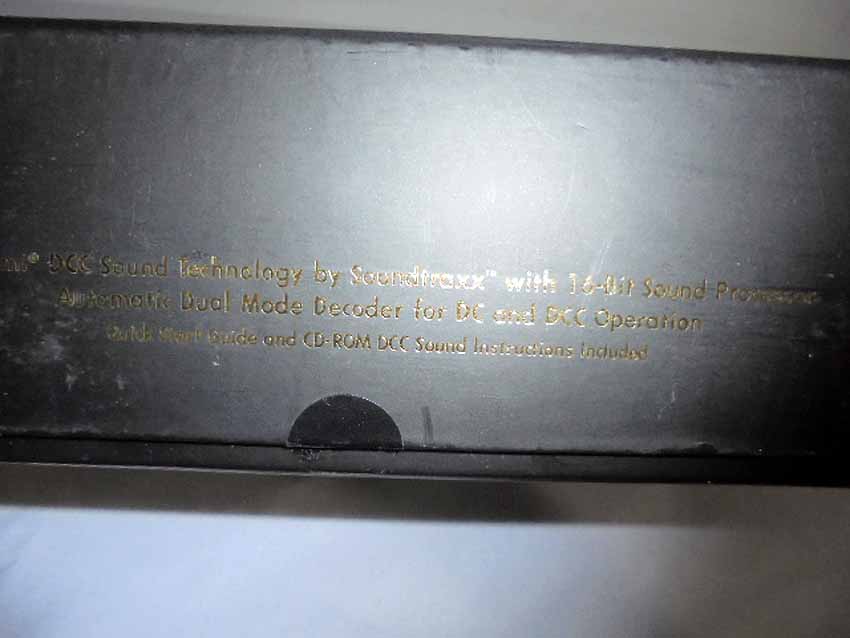 mi® DCC Sound Technology by Soundtraxx™ with 16-Bit Sound Processor
Automatic Dual Mode Decoder for DC and DCC Operation
Quick Start Guide and CD-ROM DCC Sound Instructions Included